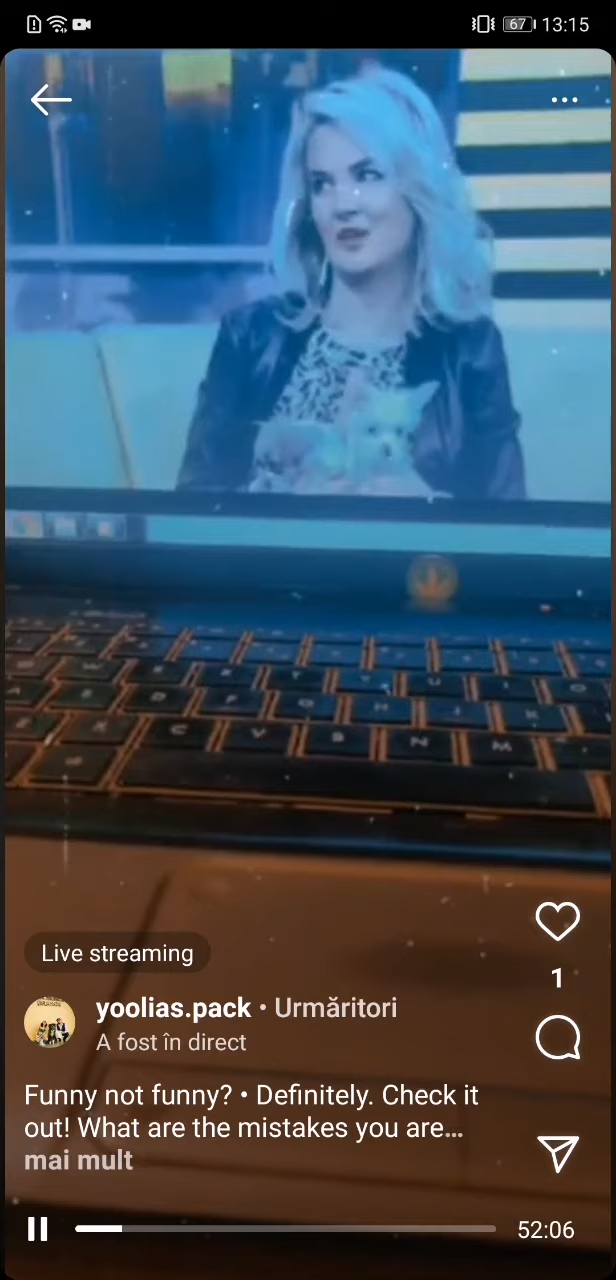 67 13:15
Live streaming
yoolias.pack • Urmăritori
A fost în direct
1
Funny not funny? • Definitely. Check it
out! What are the mistakes you are...
mai mult
52:06